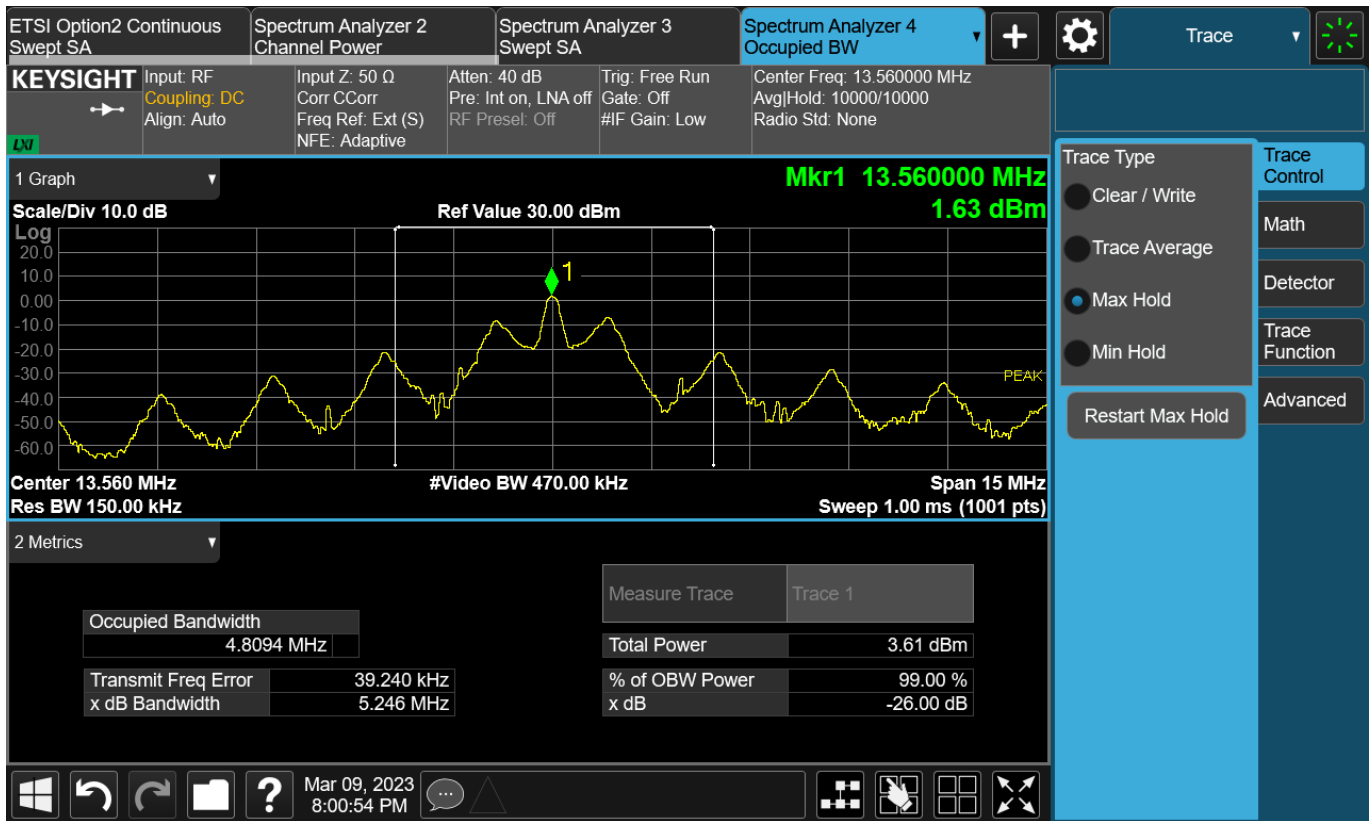 ETSI Option2 Continuous
Swept SA
Spectrum Analyzer 2
Channel Power
Spectrum Analyzer 3
Swept SA
Spectrum Analyzer 4
Occupied BW
+
Trace
KEYSIGHT
LXI
Input: RF
Coupling: DC
Align: Auto
Input Z: 50 Ω
Corr CCorr
Freq Ref: Ext (S)
NFE: Adaptive
Atten: 40 dB
Pre: Int on, LNA off
RF Presel: Off
Trig: Free Run
Gate: Off
#IF Gain: Low
Center Freq: 13.560000 MHz
Avg|Hold: 10000/10000
Radio Std: None
1 Graph
Mkr1 13.560000 MHz
1.63 dBm
Scale/Div 10.0 dB
Ref Value 30.00 dBm
Log
20.0
10.0
0.00
-10.0
-20.0
-30.0
-40.0
-50.0
-60.0
1
PEAK
Center 13.560 MHz
#Video BW 470.00 kHz
Span 15 MHz
Res BW 150.00 kHz
Sweep 1.00 ms (1001 pts)
2 Metrics
Measure Trace
Trace 1
Occupied Bandwidth
4.8094 MHz
Total Power
3.61 dBm
Transmit Freq Error
39.240 kHz
% of OBW Power
99.00 %
x dB Bandwidth
5.246 MHz
x dB
-26.00 dB
Trace Type
Clear / Write
Trace Average
Max Hold
Min Hold
Restart Max Hold
Trace
Control
Math
Detector
Trace
Function
Advanced
?
Mar 09, 2023
8:00:54 PM